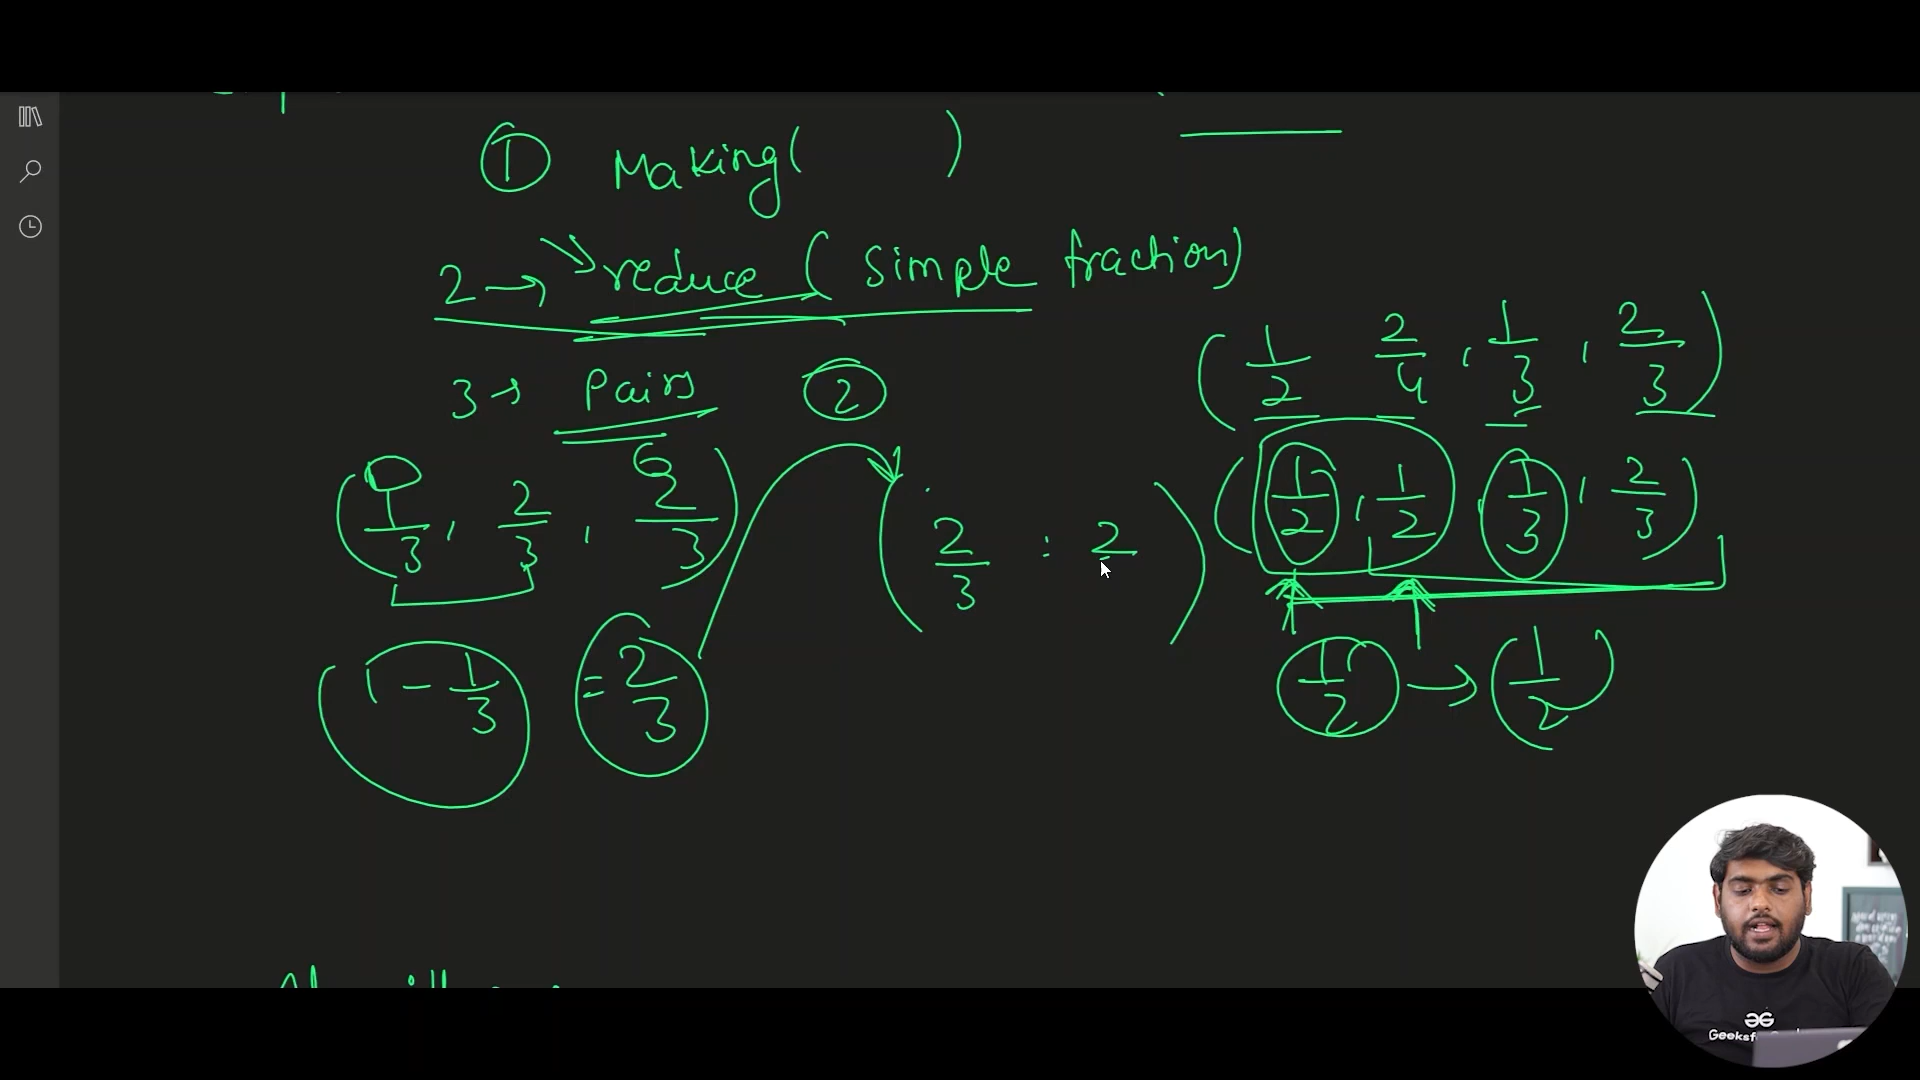 ① Making( )
2 → reduce ( Simple fraction)
( 1/2 2/4 , 1/3 , 2/3 )
3 → Pairs ②
( 1/3 , 2/3 , 2/3 )
( 2/3 : 2/ )
( 1/2 , 1/2 , 1/3 , 2/3 )
( 1 - 1/3 = 2/3
1/2 → ( 1/2 )
GeeksforGeeks